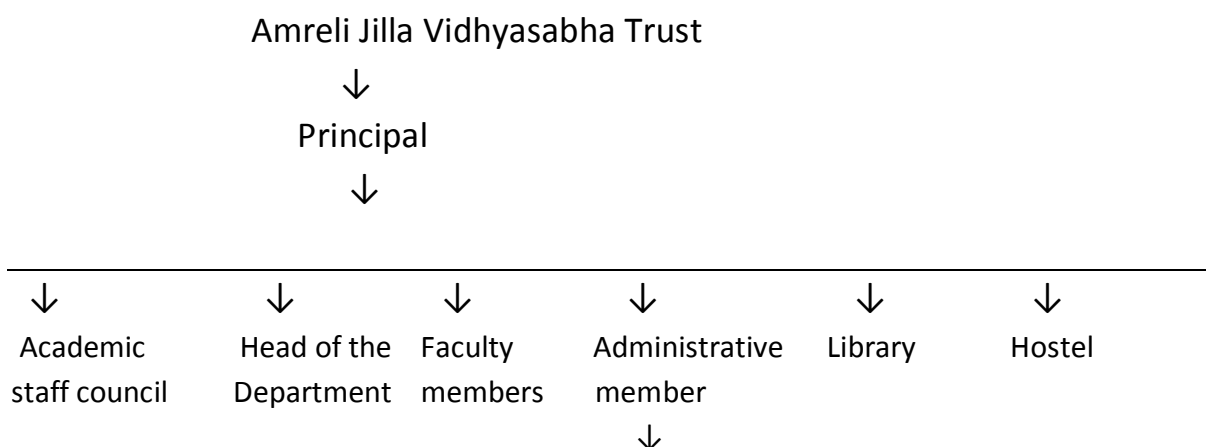 Amreli Jilla Vidhyasabha Trust
↓
Principal
↓
↓ ↓ ↓ ↓ ↓ ↓
Academic Head of the Faculty Administrative Library Hostel
staff council Department members member
↓